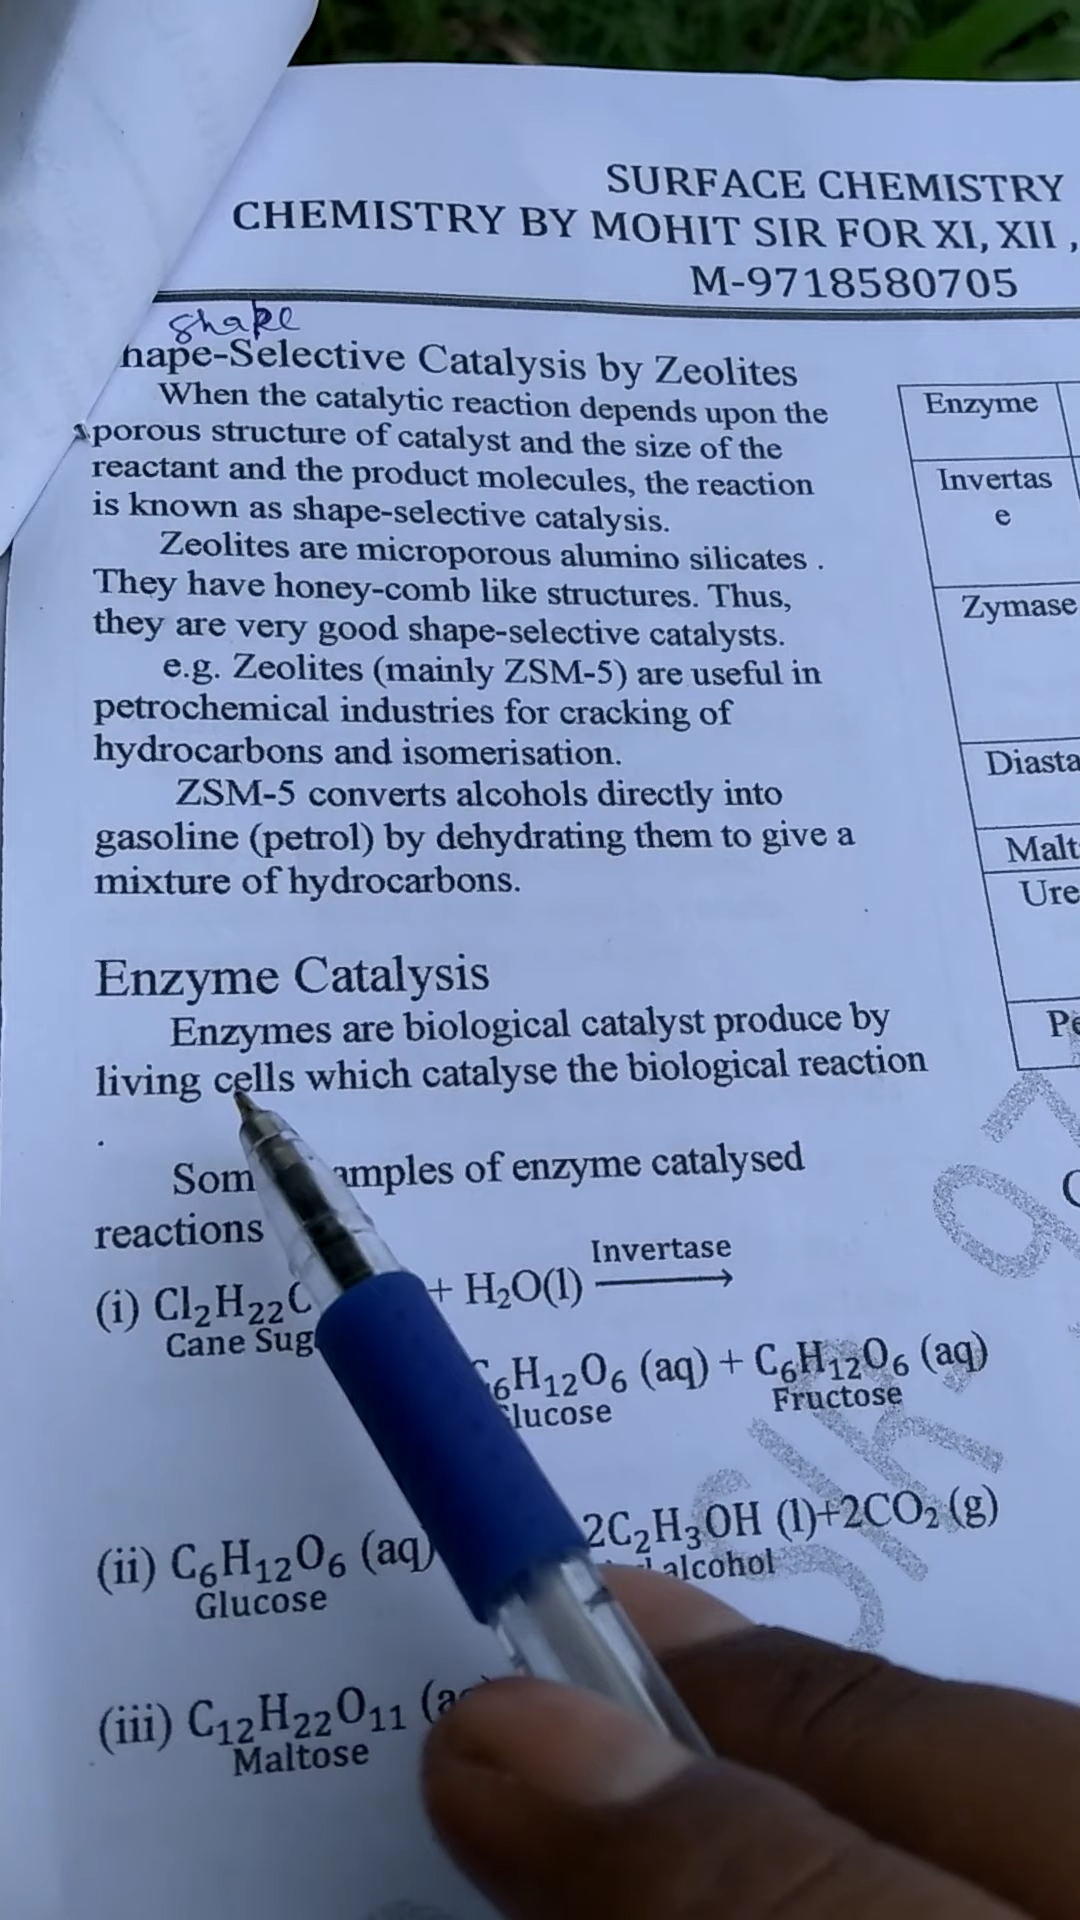 SURFACE CHEMISTRY
CHEMISTRY BY MOHIT SIR FOR XI, XII ,
M-9718580705
shape
hape-Selective Catalysis by Zeolites
When the catalytic reaction depends upon the
porous structure of catalyst and the size of the
reactant and the product molecules, the reaction
is known as shape-selective catalysis.
Zeolites are microporous alumino silicates .
They have honey-comb like structures. Thus,
they are very good shape-selective catalysts.
e.g. Zeolites (mainly ZSM-5) are useful in
petrochemical industries for cracking of
hydrocarbons and isomerisation.
ZSM-5 converts alcohols directly into
gasoline (petrol) by dehydrating them to give a
mixture of hydrocarbons.
Enzyme Catalysis
Enzymes are biological catalyst produce by
living cells which catalyse the biological reaction
.
Som amples of enzyme catalysed
reactions
Invertase
(i) Cl₂H₂₂C + H₂O(l) ⟶
Cane Sug
C₆H₁₂O₆ (aq) + C₆H₁₂O₆ (aq)
lucose Fructose
(ii) C₆H₁₂O₆ (aq) 2C₂H₃OH (l)+2CO₂ (g)
Glucose alcohol
(iii) C₁₂H₂₂O₁₁ (a
Maltose
Enzyme
Invertas
e
Zymase
Diasta
Malt
Ure
Pe
SIR
97